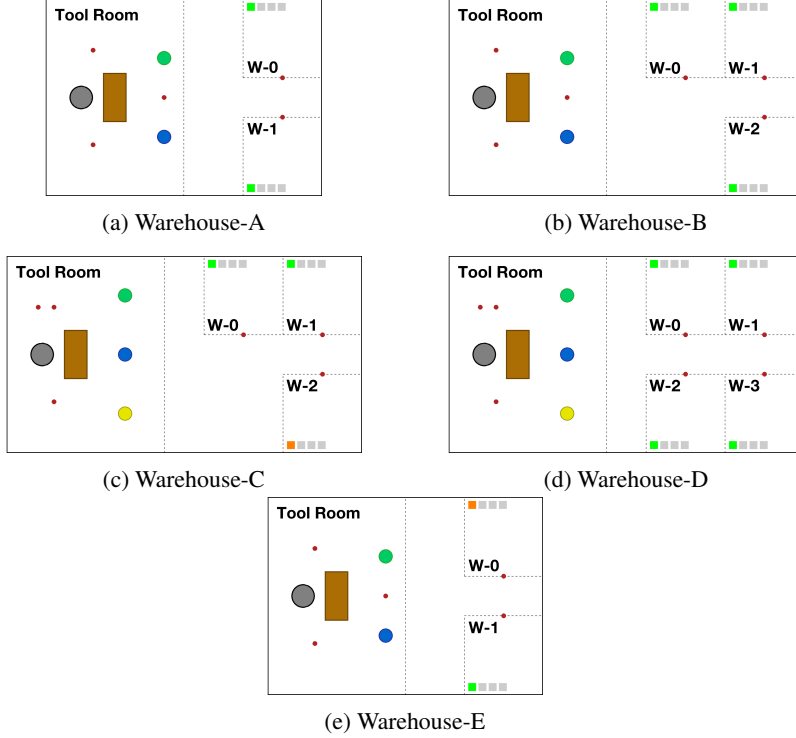 Tool Room
W-0
W-1
(a) Warehouse-A
Tool Room
W-0 W-1
W-2
(b) Warehouse-B
Tool Room
W-0 W-1
W-2
(c) Warehouse-C
Tool Room
W-0 W-1
W-2 W-3
(d) Warehouse-D
Tool Room
W-0
W-1
(e) Warehouse-E